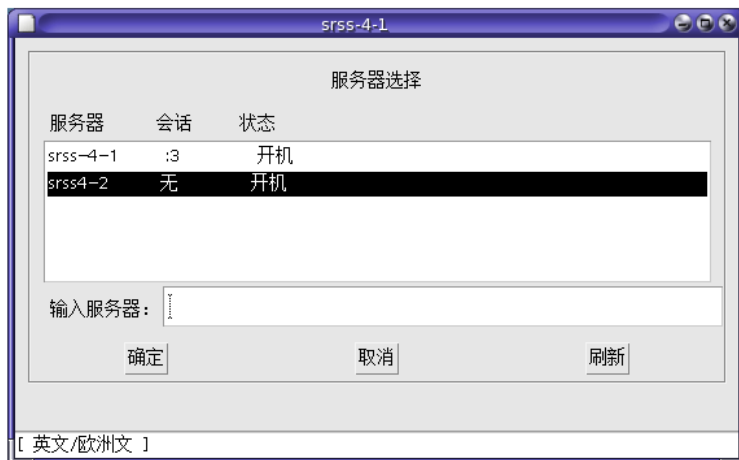 srss-4-1
服务器选择
服务器 会话 状态
srss-4-1 :3 开机
srss4-2 无 开机
输入服务器：
确定 取消 刷新
[ 英文/欧洲文 ]